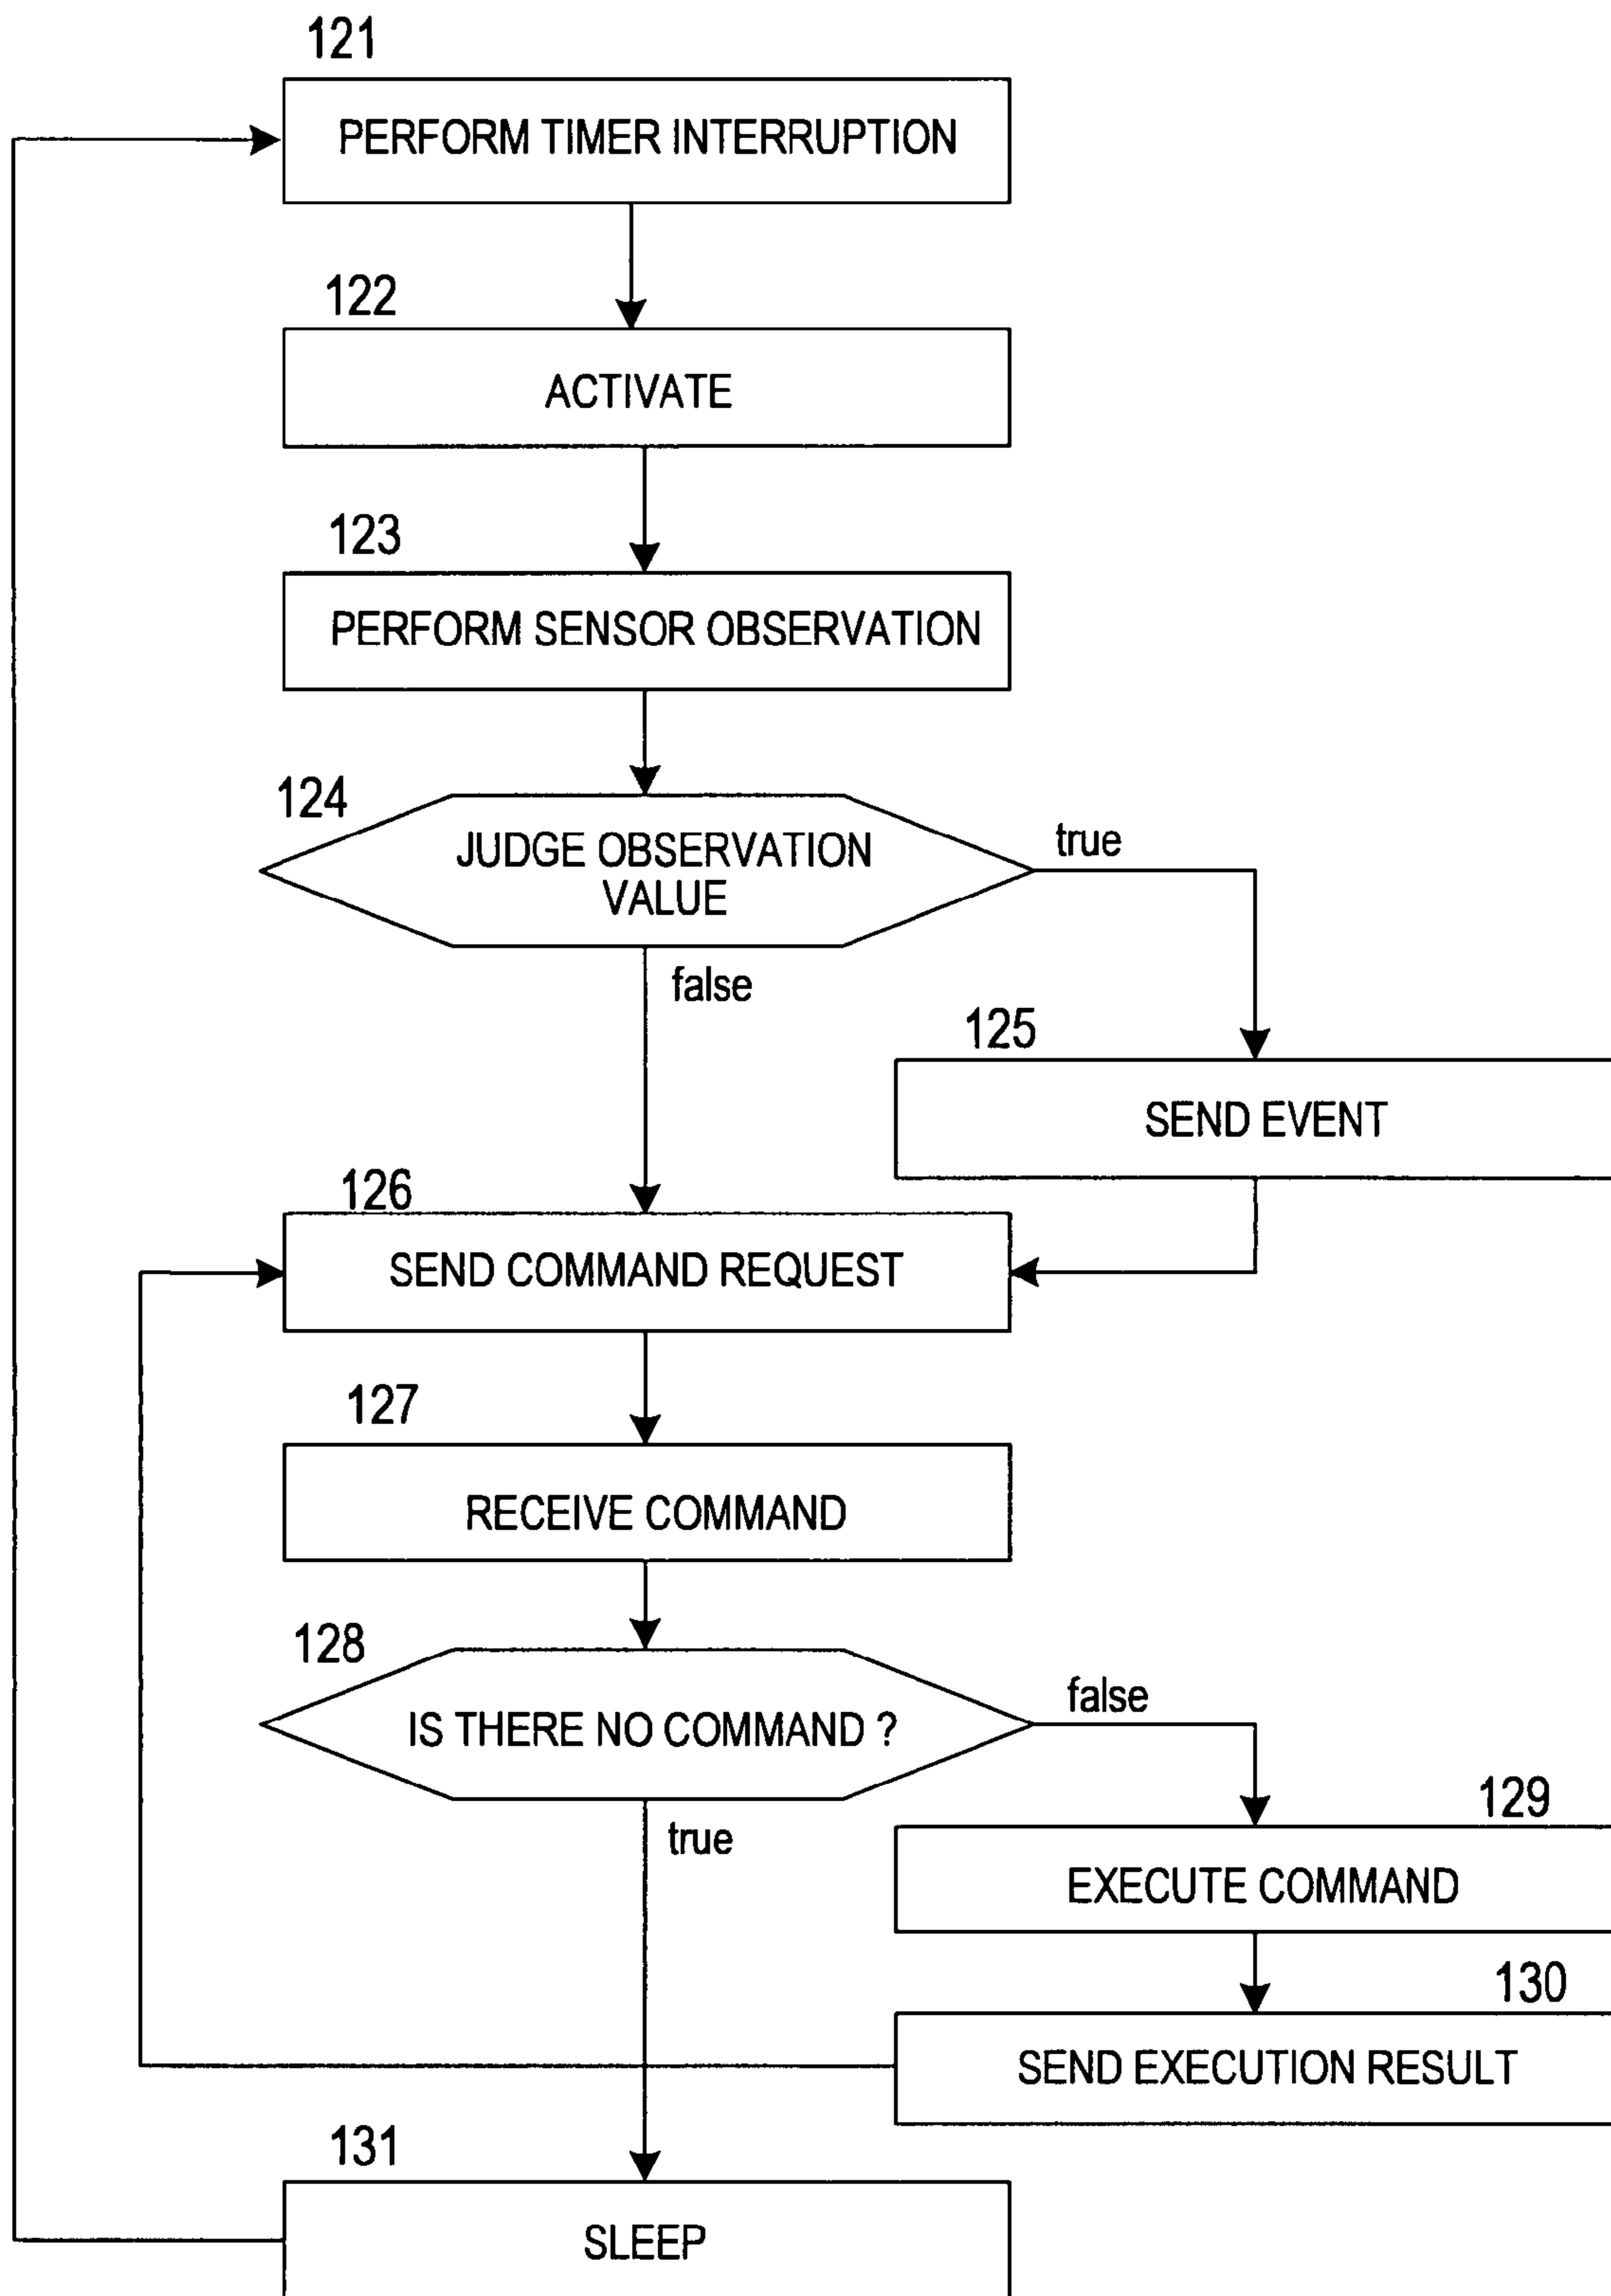 121
PERFORM TIMER INTERRUPTION
122
ACTIVATE
123
PERFORM SENSOR OBSERVATION
124
JUDGE OBSERVATION
VALUE
true
false
125
SEND EVENT
126
SEND COMMAND REQUEST
127
RECEIVE COMMAND
128
IS THERE NO COMMAND ?
false
true
129
EXECUTE COMMAND
130
SEND EXECUTION RESULT
131
SLEEP